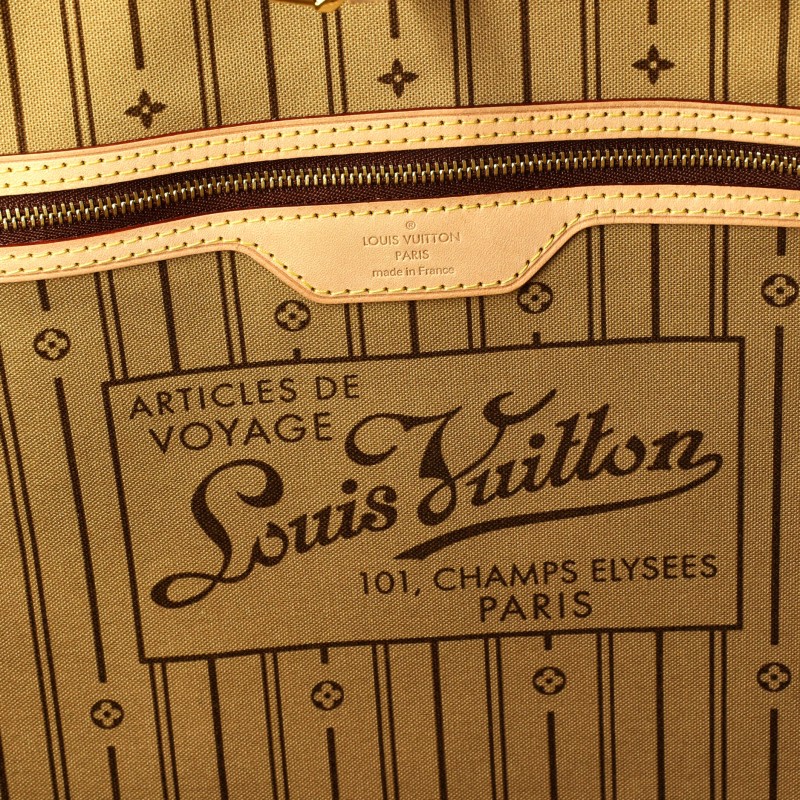 ®
LOUIS VUITTON
PARIS
made in France
ARTICLES DE
VOYAGE
Louis Vuitton
101, CHAMPS ELYSEES
PARIS